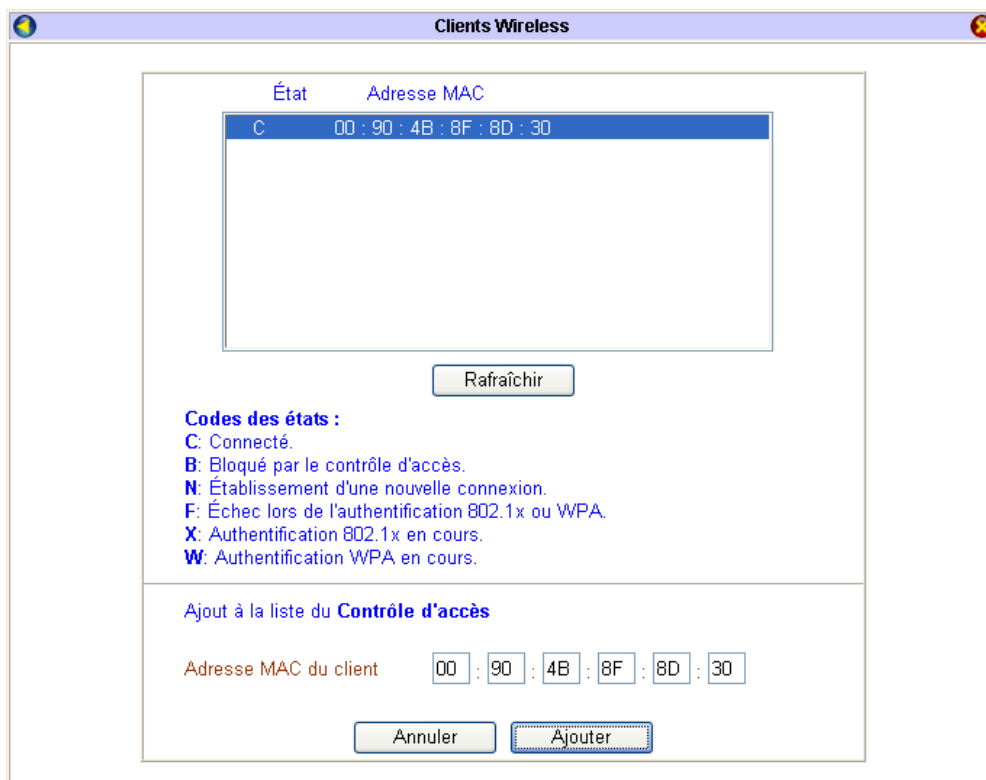 Clients Wireless
État Adresse MAC
C 00 : 90 : 4B : 8F : 8D : 30
Rafraîchir
Codes des états :
C: Connecté.
B: Bloqué par le contrôle d'accès.
N: Établissement d'une nouvelle connexion.
F: Échec lors de l'authentification 802.1x ou WPA.
X: Authentification 802.1x en cours.
W: Authentification WPA en cours.
Ajout à la liste du Contrôle d'accès
Adresse MAC du client 00 : 90 : 4B : 8F : 8D : 30
Annuler Ajouter